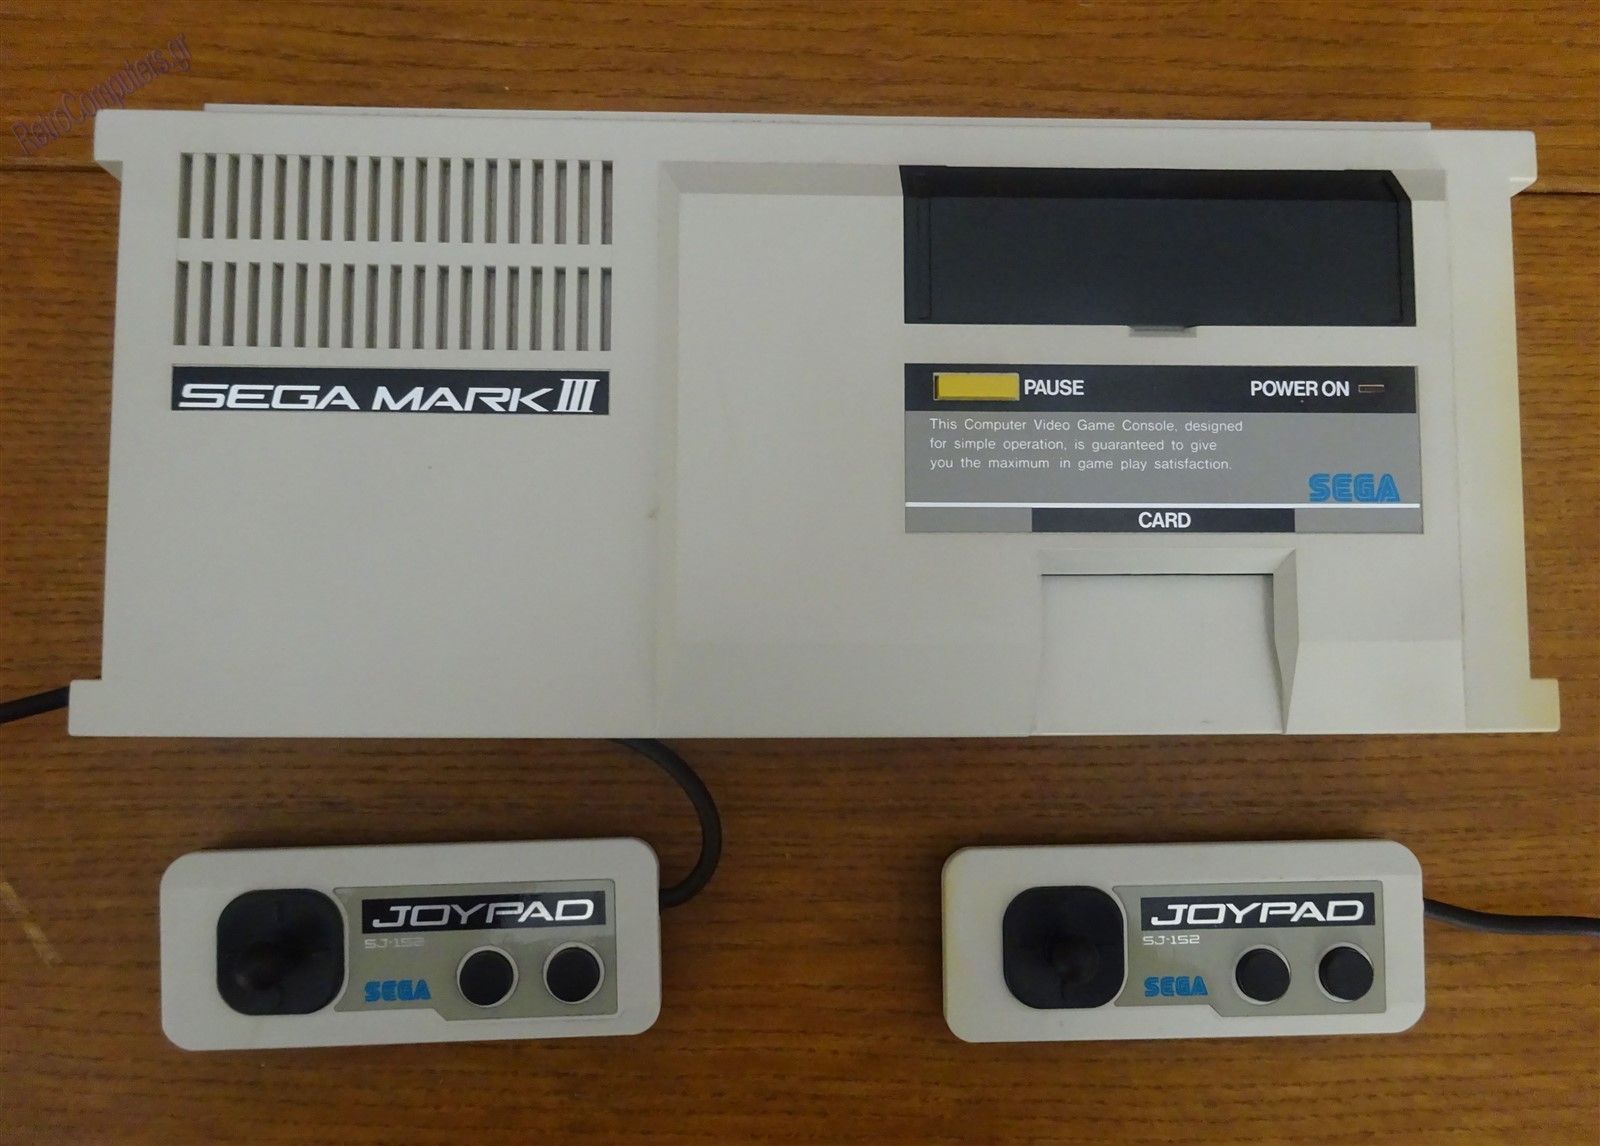 RetroComputers.gr
SEGA MARK III
PAUSE
POWER ON
This Computer Video Game Console, designed
for simple operation, is guaranteed to give
you the maximum in game play satisfaction.
SEGA
CARD
JOYPAD
SJ-152
SEGA
JOYPAD
SJ-152
SEGA